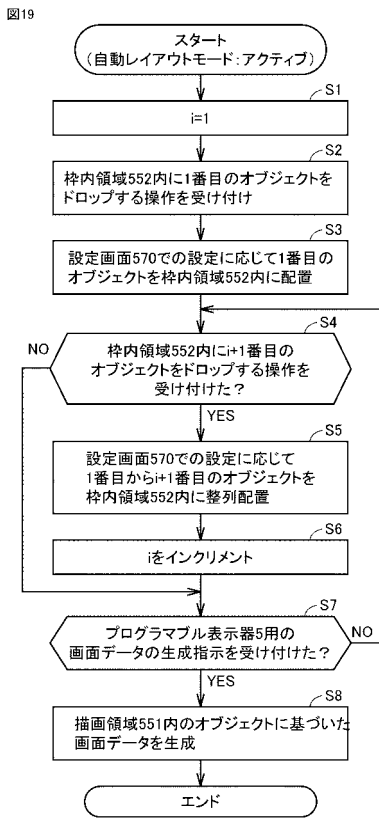 図19
スタート
(自動レイアウトモード:アクティブ)
S1
i=1
S2
枠内領域552内に1番目のオブジェクトを
ドロップする操作を受け付け
S3
設定画面570での設定に応じて1番目の
オブジェクトを枠内領域552内に配置
S4
NO
枠内領域552内にi+1番目の
オブジェクトをドロップする操作を
受け付けた?
YES
S5
設定画面570での設定に応じて
1番目からi+1番目のオブジェクトを
枠内領域552内に整列配置
S6
iをインクリメント
S7
プログラマブル表示器5用の
画面データの生成指示を受け付けた?
NO
YES
S8
描画領域551内のオブジェクトに基づいた
画面データを生成
エンド